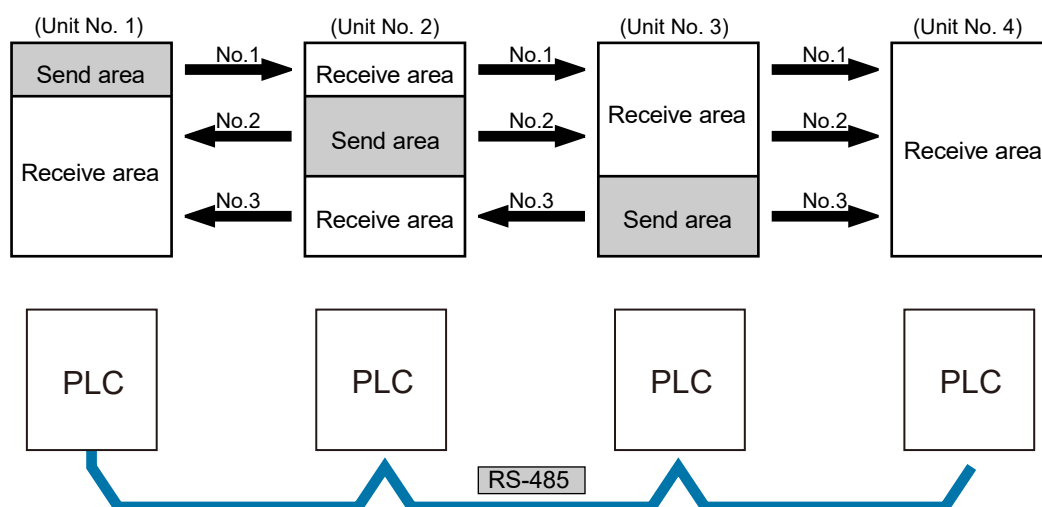 (Unit No. 1) (Unit No. 2) (Unit No. 3) (Unit No. 4)
No.1 No.1 No.1
Send area Receive area
No.2 No.2 No.2
Receive area
Send area
Receive area
Receive area
No.3 No.3 No.3
Receive area Send area
PLC PLC PLC PLC
RS-485